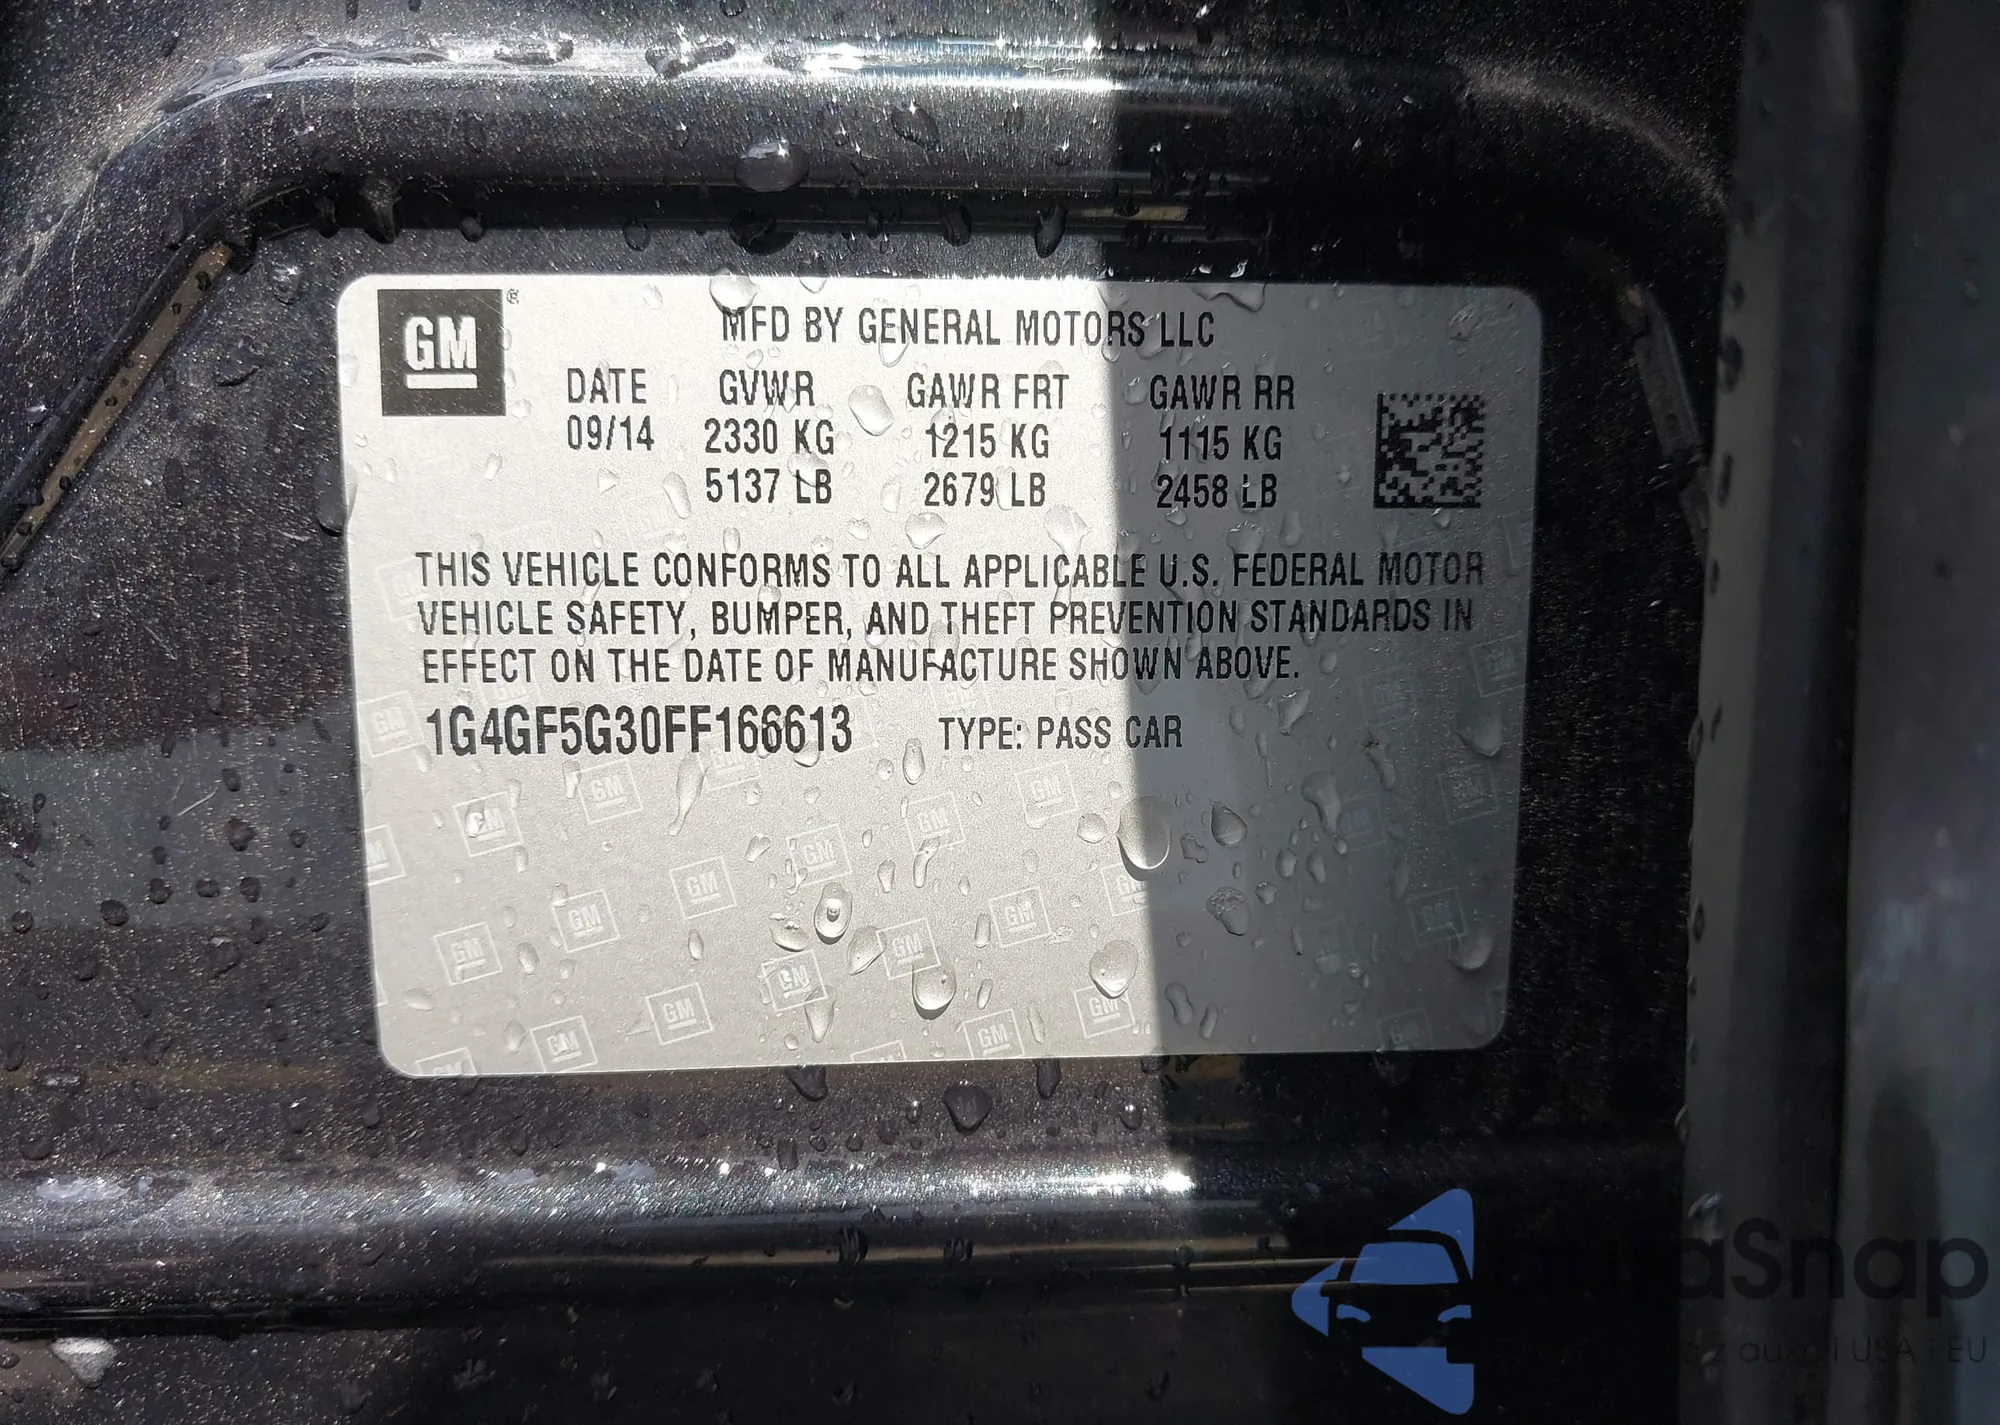 GM
MFD BY GENERAL MOTORS LLC
DATE GVWR GAWR FRT GAWR RR
09/14 2330 KG 1215 KG 1115 KG
5137 LB 2679 LB 2458 LB
THIS VEHICLE CONFORMS TO ALL APPLICABLE U.S. FEDERAL MOTOR
VEHICLE SAFETY, BUMPER, AND THEFT PREVENTION STANDARDS IN
EFFECT ON THE DATE OF MANUFACTURE SHOWN ABOVE.
1G4GF5G30FF166613 TYPE: PASS CAR
USA EU